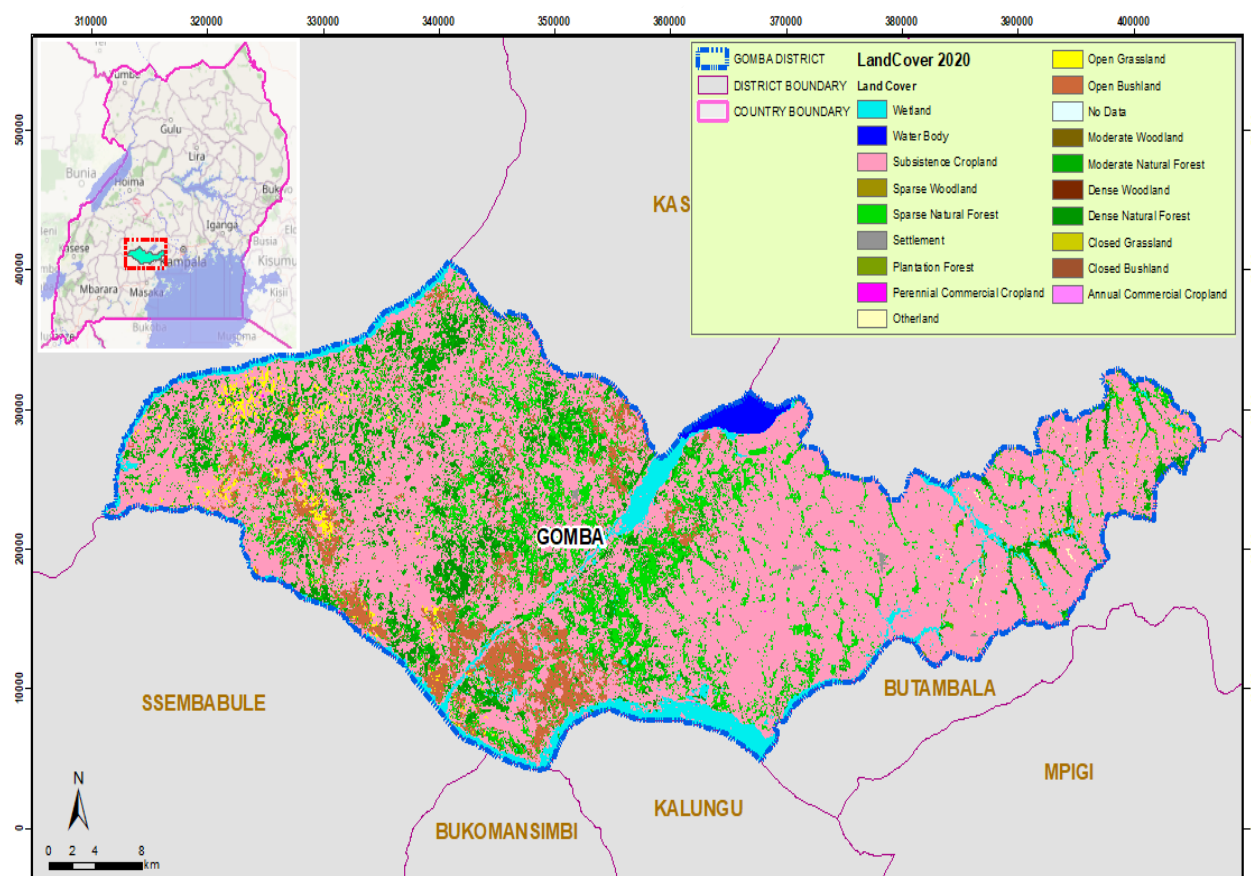 310000 320000 330000 340000 350000 360000 370000 380000 390000 400000
50000
40000
30000
20000
10000
0
Gulu
Lira
Bunia
Hoima
Iganga
Busia
Kasese
Kisumu
Mbarara
Masaka
Kisii
Bukoba
Musoma
GOMBA DISTRICT
DISTRICT BOUNDARY
COUNTRY BOUNDARY
LandCover 2020
Land Cover
Wetland
Water Body
Subsistence Cropland
Sparse Woodland
Sparse Natural Forest
Settlement
Plantation Forest
Perennial Commercial Cropland
Otherland
Open Grassland
Open Bushland
No Data
Moderate Woodland
Moderate Natural Forest
Dense Woodland
Dense Natural Forest
Closed Grassland
Closed Bushland
Annual Commercial Cropland
KAS
GOMBA
SSEMBABULE
BUTAMBALA
MPIGI
KALUNGU
BUKOMANSIMBI
N
0 2 4 8
km